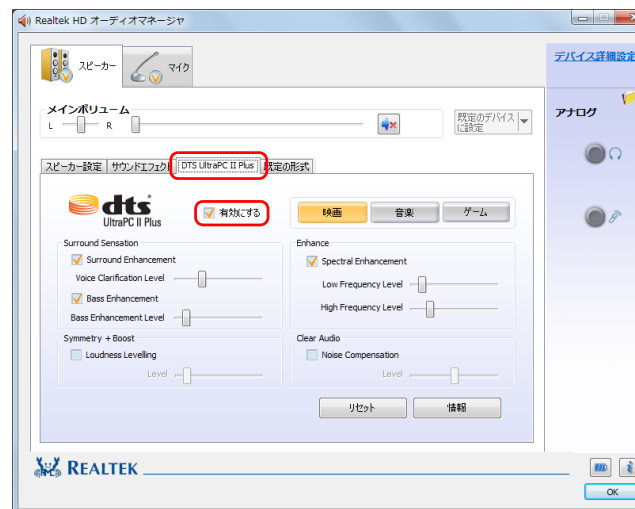 Realtek HD オーディオマネージャ
スピーカー
マイク
デバイス詳細設定
メインボリューム
L
R
既定のデバイス
に設定
アナログ
スピーカー設定
サウンドエフェクト
DTS UltraPC II Plus
既定の形式
dts
UltraPC II Plus
有効にする
映画
音楽
ゲーム
Surround Sensation
Surround Enhancement
Voice Clarification Level
Bass Enhancement
Bass Enhancement Level
Enhance
Spectral Enhancement
Low Frequency Level
High Frequency Level
Symmetry + Boost
Loudness Levelling
Level
Clear Audio
Noise Compensation
Level
リセット
情報
REALTEK
OK